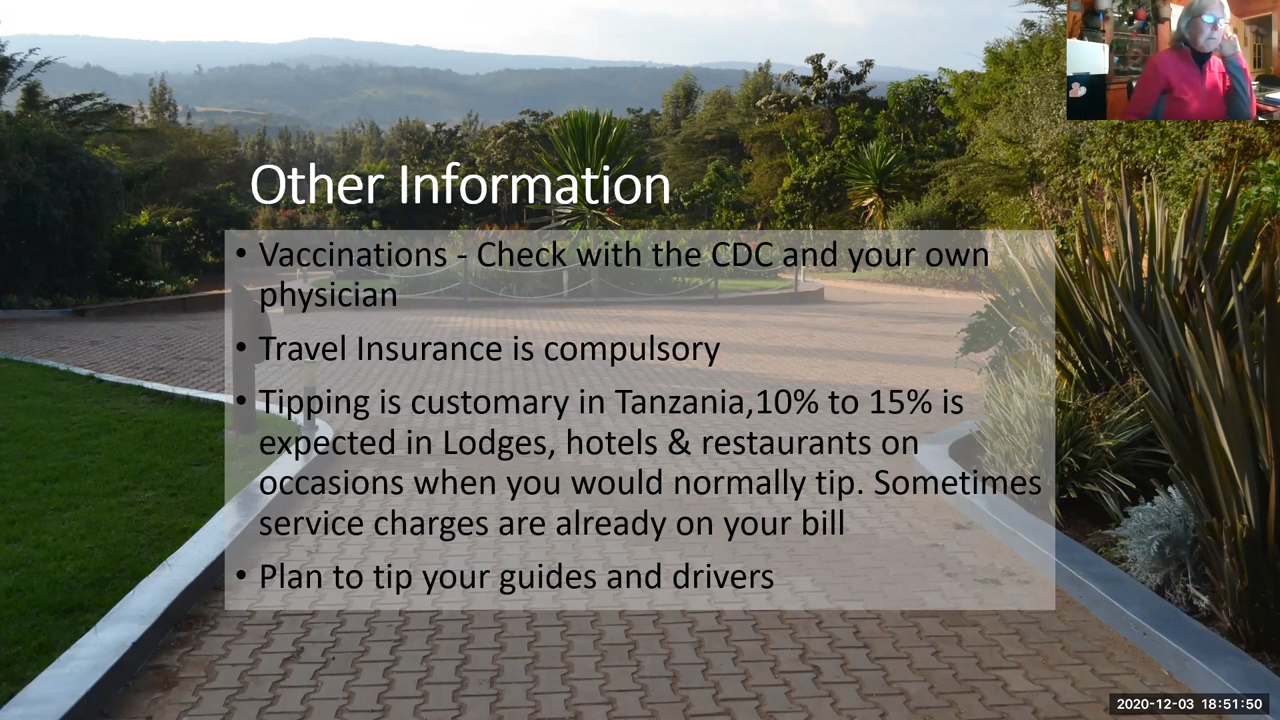 Other Information
• Vaccinations - Check with the CDC and your own
physician
• Travel Insurance is compulsory
• Tipping is customary in Tanzania,10% to 15% is
expected in Lodges, hotels & restaurants on
occasions when you would normally tip. Sometimes
service charges are already on your bill
• Plan to tip your guides and drivers
2020-12-03 18:51:50